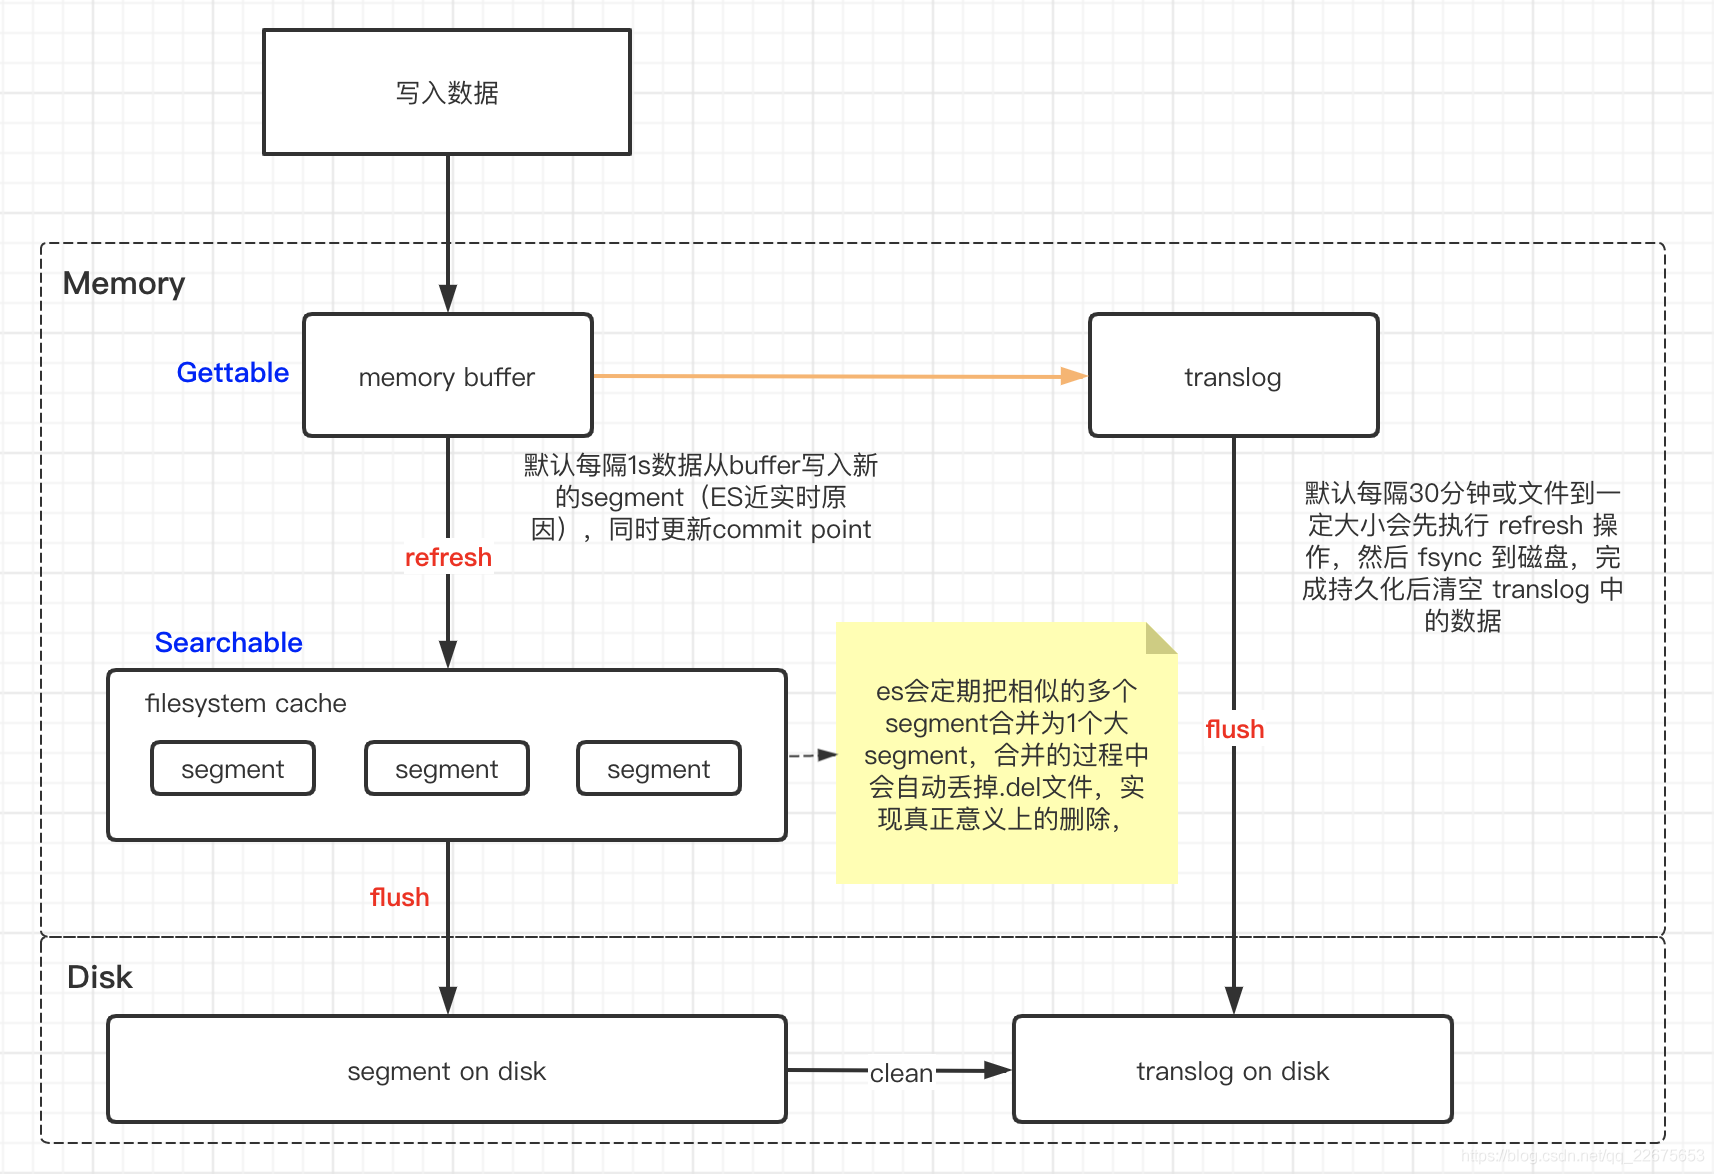 写入数据
Memory
Gettable
memory buffer
translog
默认每隔1s数据从buffer写入新
的segment（ES近实时原
因），同时更新commit point
refresh
默认每隔30分钟或文件到一
定大小会先执行 refresh 操
作，然后 fsync 到磁盘，完
成持久化后清空 translog 中
的数据
Searchable
filesystem cache
segment
segment
segment
es会定期把相似的多个
segment合并为1个大
segment，合并的过程中
会自动丢掉.del文件，实
现真正意义上的删除，
flush
flush
Disk
segment on disk
clean
translog on disk
https://blog.csdn.net/qq_22675653